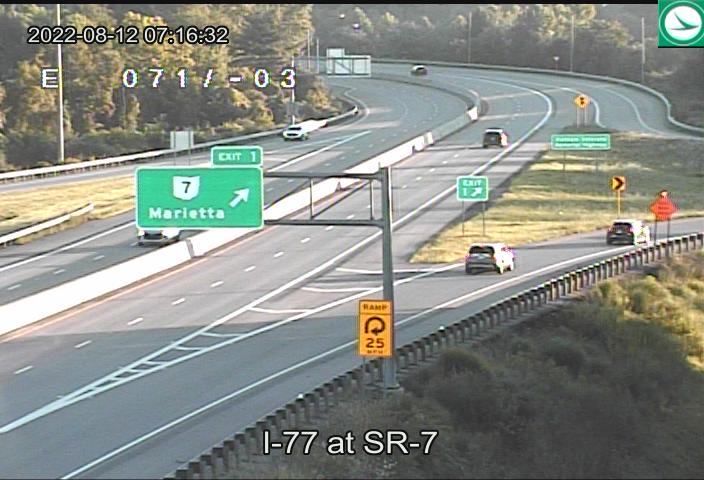 2022-08-12 07:16:32
E 071/-03
EXIT 1
7
Marietta
EXIT
1
RAMP
25
MPH
I-77 at SR-7